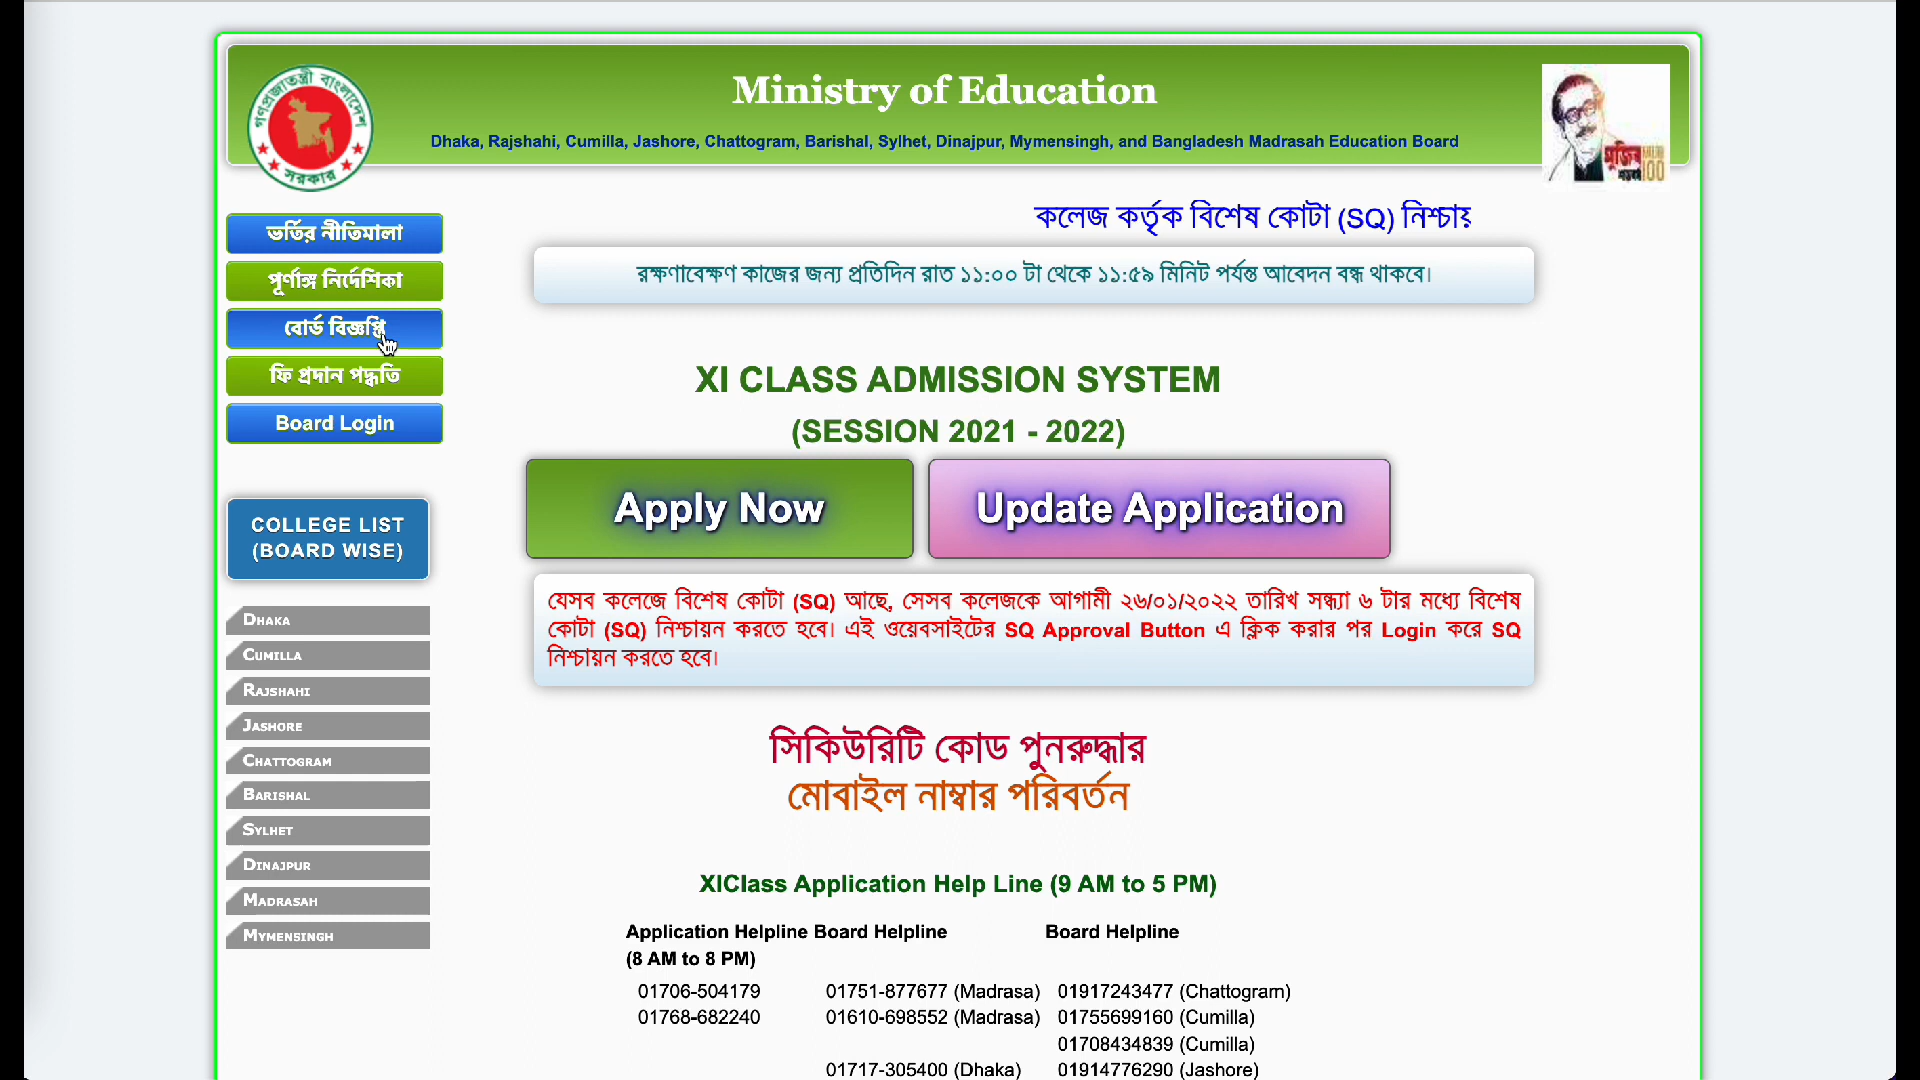 গণপ্রজাতন্ত্রী বাংলাদেশ
সরকার
Ministry of Education
Dhaka, Rajshahi, Cumilla, Jashore, Chattogram, Barishal, Sylhet, Dinajpur, Mymensingh, and Bangladesh Madrasah Education Board
মুজিব
100
ভর্তির নীতিমালা
পূর্ণাঙ্গ নির্দেশিকা
বোর্ড বিজ্ঞপ্তি
ফি প্রদান পদ্ধতি
Board Login
COLLEGE LIST
(BOARD WISE)
DHAKA
CUMILLA
RAJSHAHI
JASHORE
CHATTOGRAM
BARISHAL
SYLHET
DINAJPUR
MADRASAH
MYMENSINGH
কলেজ কর্তৃক বিশেষ কোটা (SQ) নিশ্চায়
রক্ষণাবেক্ষণ কাজের জন্য প্রতিদিন রাত ১১:০০ টা থেকে ১১:৫৯ মিনিট পর্যন্ত আবেদন বন্ধ থাকবে।
XI CLASS ADMISSION SYSTEM
(SESSION 2021 - 2022)
Apply Now
Update Application
যেসব কলেজে বিশেষ কোটা (SQ) আছে, সেসব কলেজকে আগামী ২৬/০১/২০২২ তারিখ সন্ধ্যা ৬ টার মধ্যে বিশেষ
কোটা (SQ) নিশ্চায়ন করতে হবে। এই ওয়েবসাইটের SQ Approval Button এ ক্লিক করার পর Login করে SQ
নিশ্চায়ন করতে হবে।
সিকিউরিটি কোড পুনরুদ্ধার
মোবাইল নাম্বার পরিবর্তন
XIClass Application Help Line (9 AM to 5 PM)
Application Helpline Board Helpline Board Helpline
(8 AM to 8 PM)
01706-504179 01751-877677 (Madrasa) 01917243477 (Chattogram)
01768-682240 01610-698552 (Madrasa) 01755699160 (Cumilla)
01708434839 (Cumilla)
01717-305400 (Dhaka) 01914776290 (Jashore)